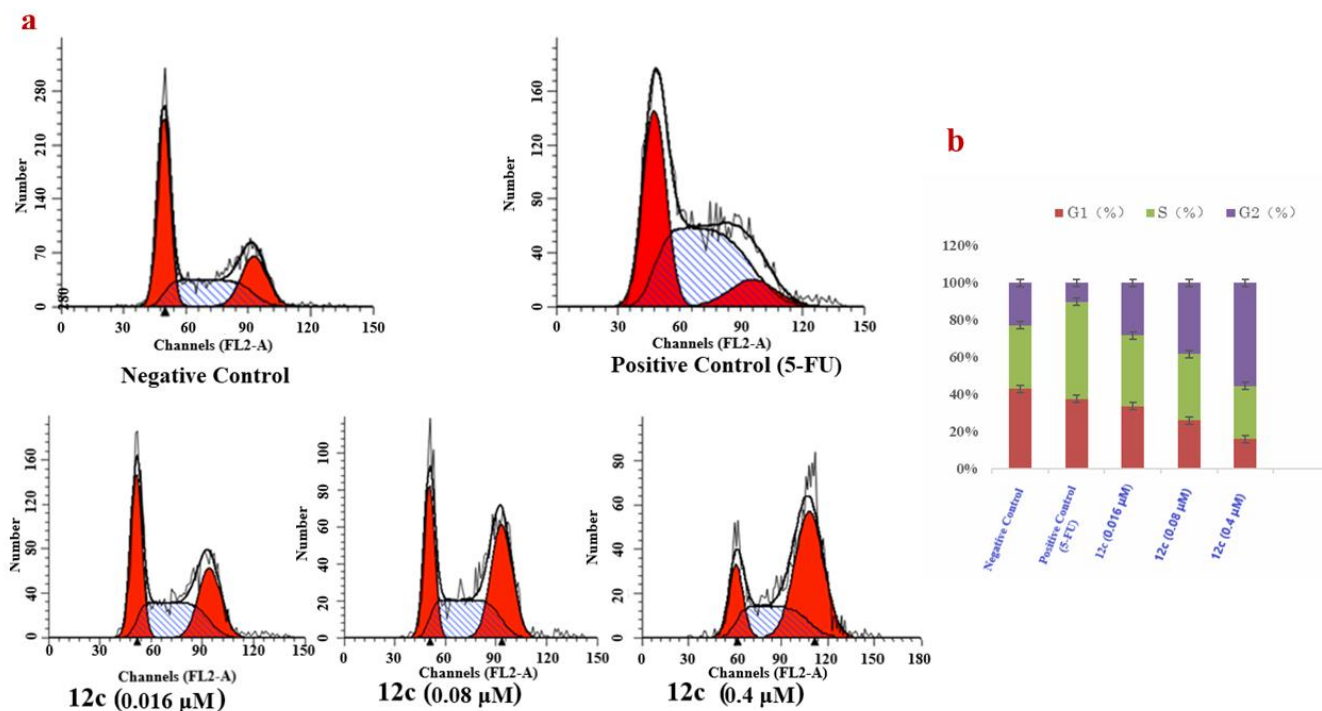 a
280
210
140
70
0
Number
280
0
30
60
90
120
150
Channels (FL2-A)
Negative Control
160
120
80
40
0
Number
0
30
60
90
120
150
Channels (FL2-A)
Positive Control (5-FU)
160
120
80
40
0
Number
0
30
60
90
120
150
Channels (FL2-A)
12c (0.016 μM)
100
80
60
40
20
0
Number
0
30
60
90
120
150
Channels (FL2-A)
12c (0.08 μM)
80
60
40
20
0
Number
0
30
60
90
120
150
180
Channels (FL2-A)
12c (0.4 μM)
b
G1 (%) S (%) G2 (%)
120%
100%
80%
60%
40%
20%
0%
Negative Control
Positive Control
(5-FU)
12c (0.016 μM)
12c (0.08 μM)
12c (0.4 μM)